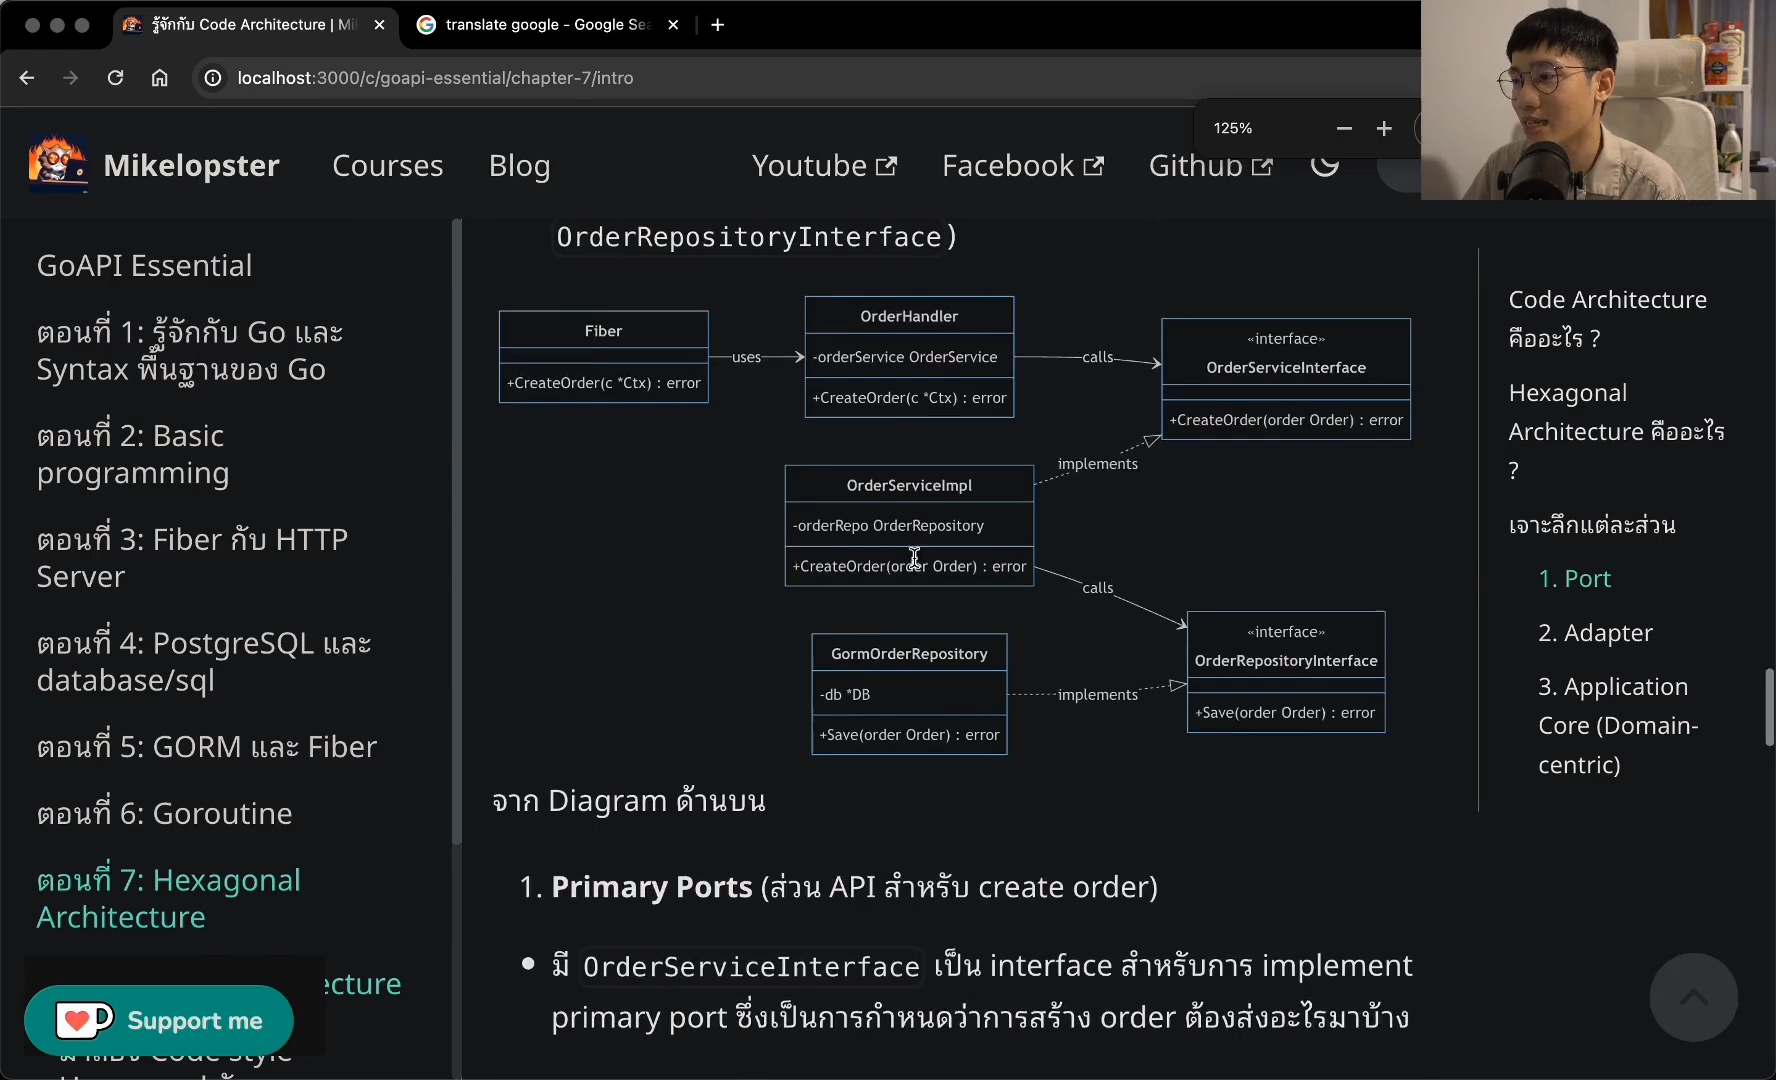 รู้จักกับ Code Architecture | Mi
translate google - Google Sea
localhost:3000/c/goapi-essential/chapter-7/intro
125%
Mikelopster
Courses
Blog
Youtube
Facebook
Github
GoAPI Essential
ตอนที่ 1: รู้จักกับ Go และ
Syntax พื้นฐานของ Go
ตอนที่ 2: Basic
programming
ตอนที่ 3: Fiber กับ HTTP
Server
ตอนที่ 4: PostgreSQL และ
database/sql
ตอนที่ 5: GORM และ Fiber
ตอนที่ 6: Goroutine
ตอนที่ 7: Hexagonal
Architecture
ecture
Support me
OrderRepositoryInterface)
Fiber
+CreateOrder(c *Ctx) : error
uses
OrderHandler
-orderService OrderService
+CreateOrder(c *Ctx) : error
calls
«interface»
OrderServiceInterface
+CreateOrder(order Order) : error
implements
OrderServiceImpl
-orderRepo OrderRepository
+CreateOrder(order Order) : error
calls
«interface»
OrderRepositoryInterface
+Save(order Order) : error
GormOrderRepository
-db *DB
+Save(order Order) : error
implements
จาก Diagram ด้านบน
1. Primary Ports (ส่วน API สำหรับ create order)
มี OrderServiceInterface เป็น interface สำหรับการ implement
primary port ซึ่งเป็นการกำหนดว่าการสร้าง order ต้องส่งอะไรมาบ้าง
Code Architecture
คืออะไร ?
Hexagonal
Architecture คืออะไร
?
เจาะลึกแต่ละส่วน
1. Port
2. Adapter
3. Application
Core (Domain-
centric)